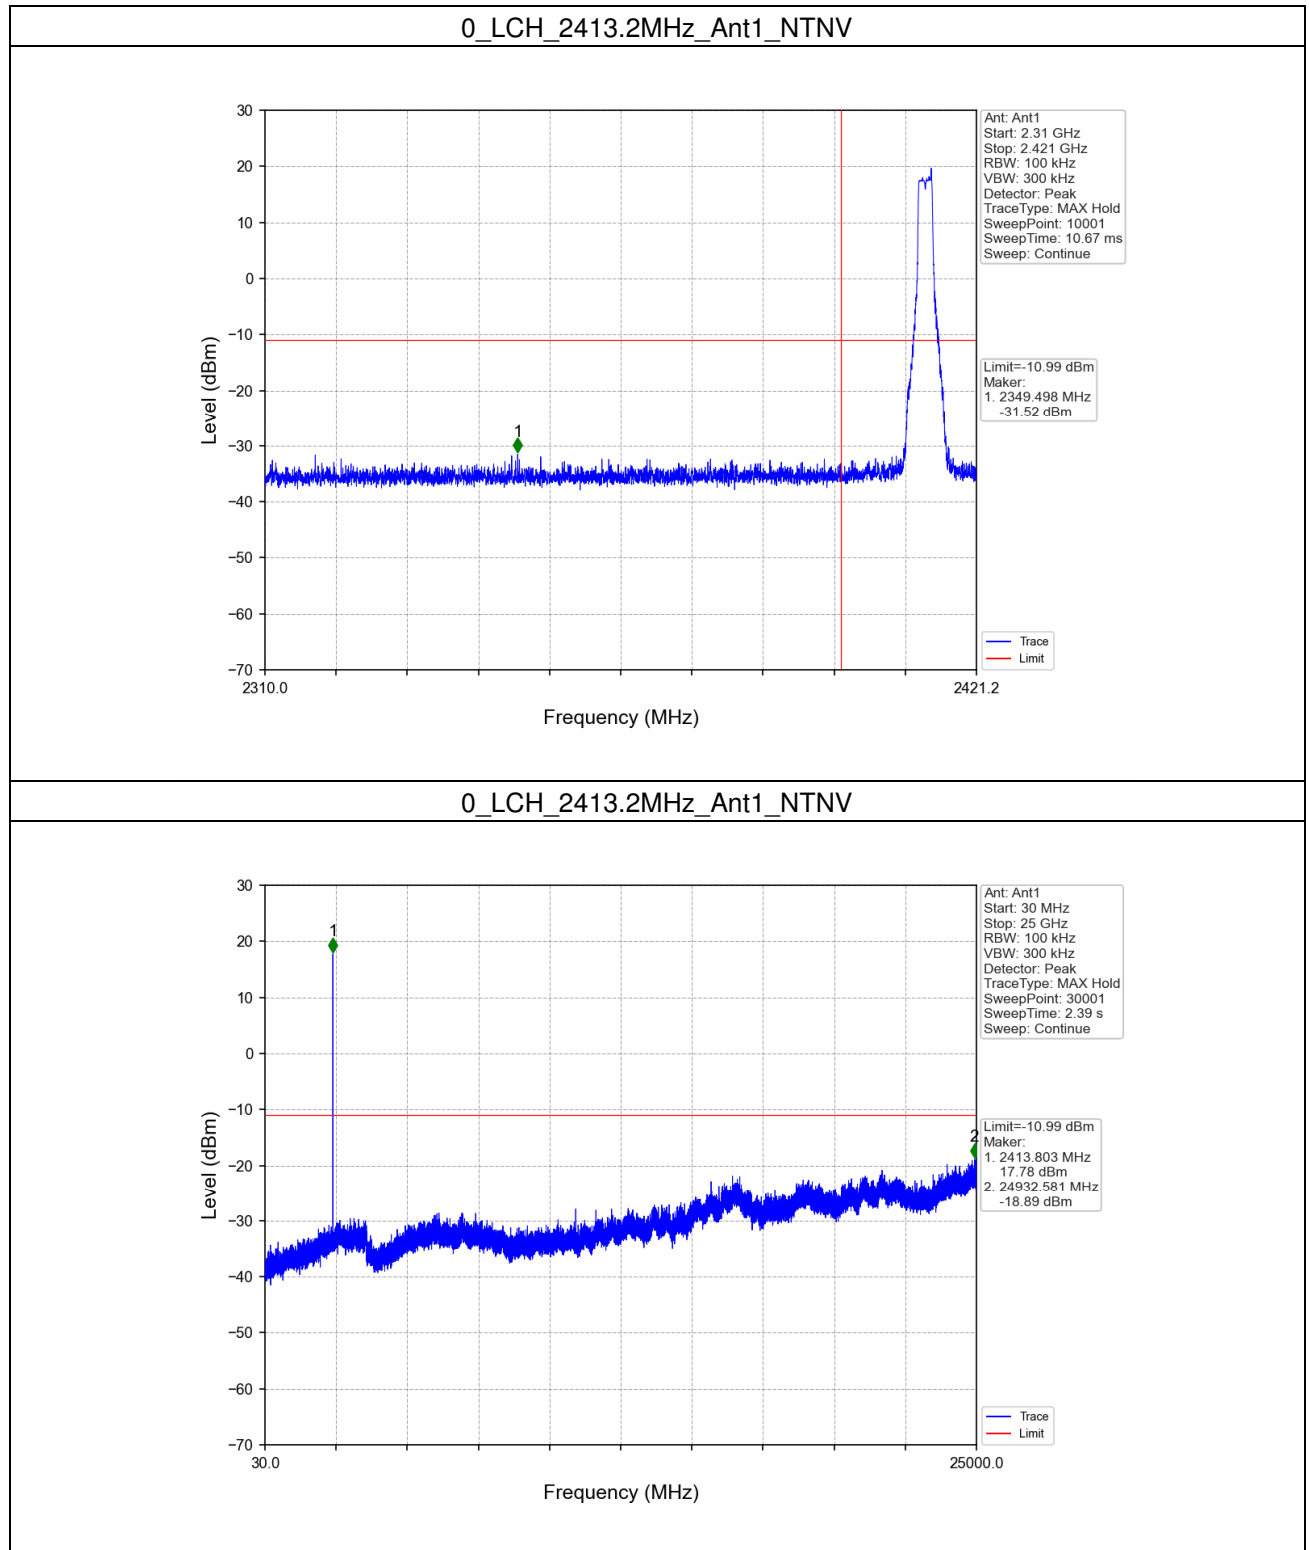 0_LCH_2413.2MHz_Ant1_NTNV
30
20
10
0
−10
−20
−30
−40
−50
−60
−70
Level (dBm)
1
2310.0
2421.2
Frequency (MHz)
Ant: Ant1
Start: 2.31 GHz
Stop: 2.421 GHz
RBW: 100 kHz
VBW: 300 kHz
Detector: Peak
TraceType: MAX Hold
SweepPoint: 10001
SweepTime: 10.67 ms
Sweep: Continue
Limit=-10.99 dBm
Maker:
1. 2349.498 MHz
-31.52 dBm
Trace
Limit
0_LCH_2413.2MHz_Ant1_NTNV
30
20
10
0
−10
−20
−30
−40
−50
−60
−70
Level (dBm)
1
2
30.0
25000.0
Frequency (MHz)
Ant: Ant1
Start: 30 MHz
Stop: 25 GHz
RBW: 100 kHz
VBW: 300 kHz
Detector: Peak
TraceType: MAX Hold
SweepPoint: 30001
SweepTime: 2.39 s
Sweep: Continue
Limit=-10.99 dBm
Maker:
1. 2413.803 MHz
17.78 dBm
2. 24932.581 MHz
-18.89 dBm
Trace
Limit